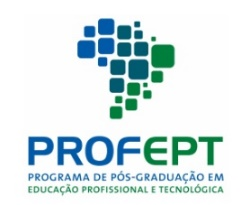 PROFEPT
PROGRAMA DE PÓS-GRADUAÇÃO EM
EDUCAÇÃO PROFISSIONAL E TECNOLÓGICA